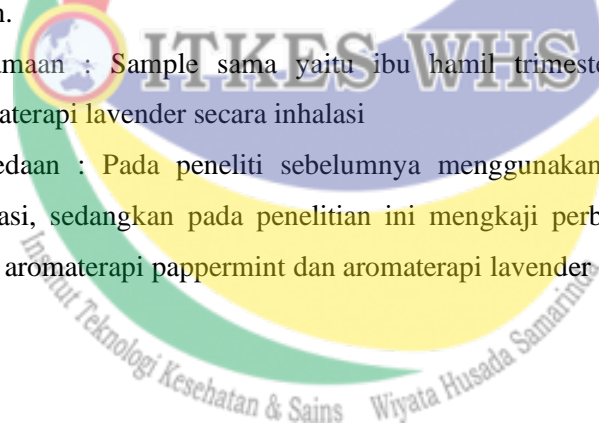 n.
ITKES WHS
maan : Sample sama yaitu ibu hamil trimeste
aterapi lavender secara inhalasi
edaan : Pada peneliti sebelumnya menggunakan
asi, sedangkan pada penelitian ini mengkaji perb
aromaterapi pappermint dan aromaterapi lavender
Institut Teknologi Kesehatan & Sains Wiyata Husada Samarinda